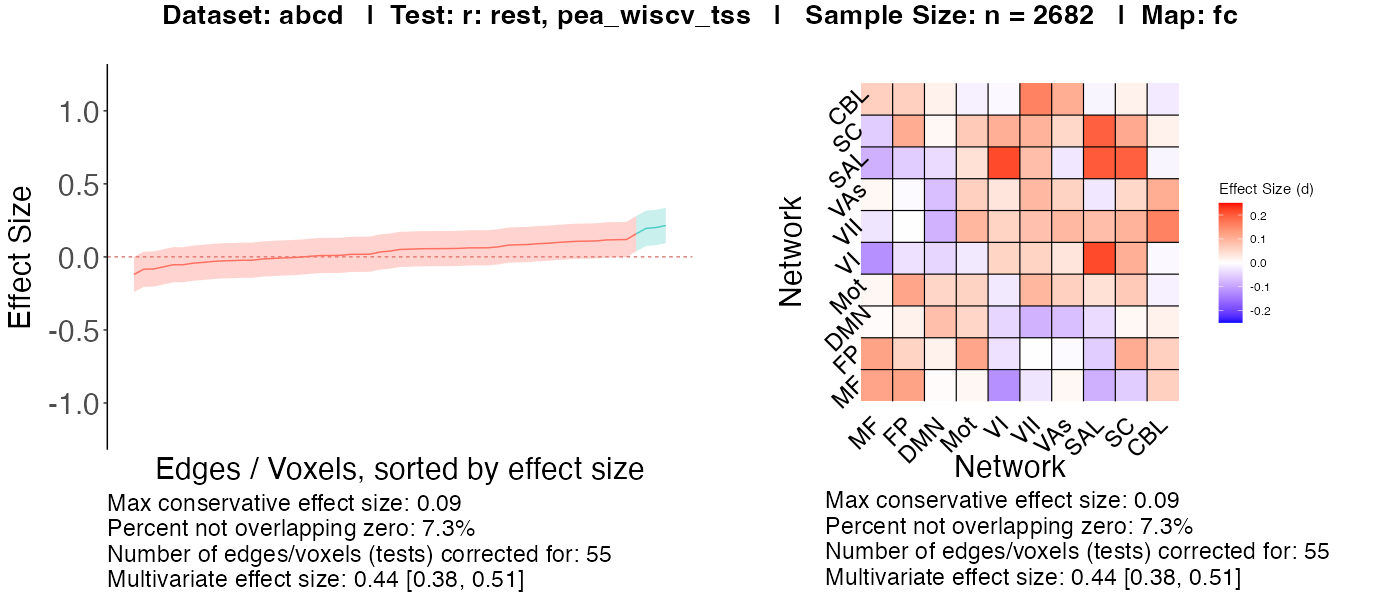 Dataset: abcd | Test: r: rest, pea_wiscv_tss | Sample Size: n = 2682 | Map: fc
Effect Size
1.0
0.5
0.0
-0.5
-1.0
Edges / Voxels, sorted by effect size
Max conservative effect size: 0.09
Percent not overlapping zero: 7.3%
Number of edges/voxels (tests) corrected for: 55
Multivariate effect size: 0.44 [0.38, 0.51]
Network
CBL
SC
SAL
VAs
VII
VI
Mot
DMN
FP
MF
MF
FP
DMN
Mot
VI
VII
VAs
SAL
SC
CBL
Network
Effect Size (d)
0.2
0.1
0.0
-0.1
-0.2
Max conservative effect size: 0.09
Percent not overlapping zero: 7.3%
Number of edges/voxels (tests) corrected for: 55
Multivariate effect size: 0.44 [0.38, 0.51]